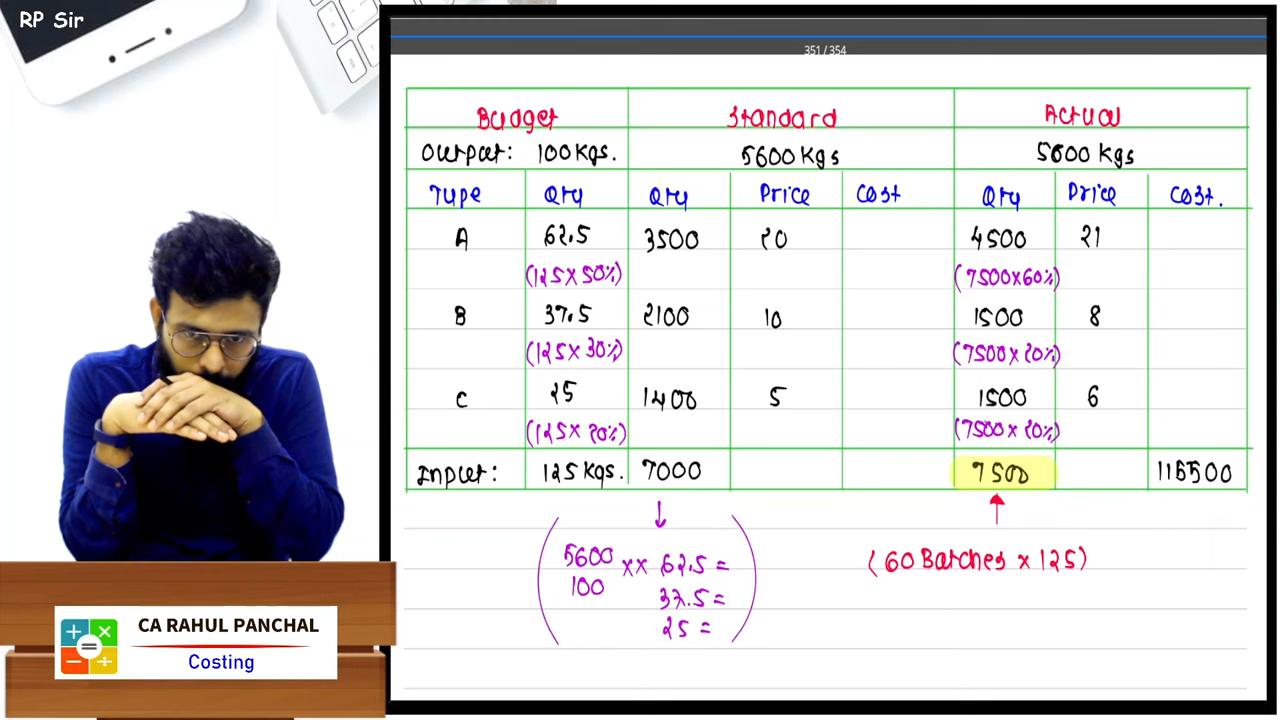 RP Sir
351 / 354
Budget Standard Actual
Output: 100 Kgs. 5600 Kgs 5600 Kgs
Type Qty Qty Price Cost Qty Price Cost.
A 62.5 3500 20 4500 21
(125 x 50%) (7500x60%)
B 37.5 2100 10 1500 8
(125 x 30%) (7500 x 20%)
C 25 1400 5 1500 6
(125 x 20%) (7500 x 20%)
Input: 125 Kgs. 7000 7500 115500
5600 xx 62.5 =
100 37.5 =
25 =
(60 Batches x 125)
CA RAHUL PANCHAL
Costing